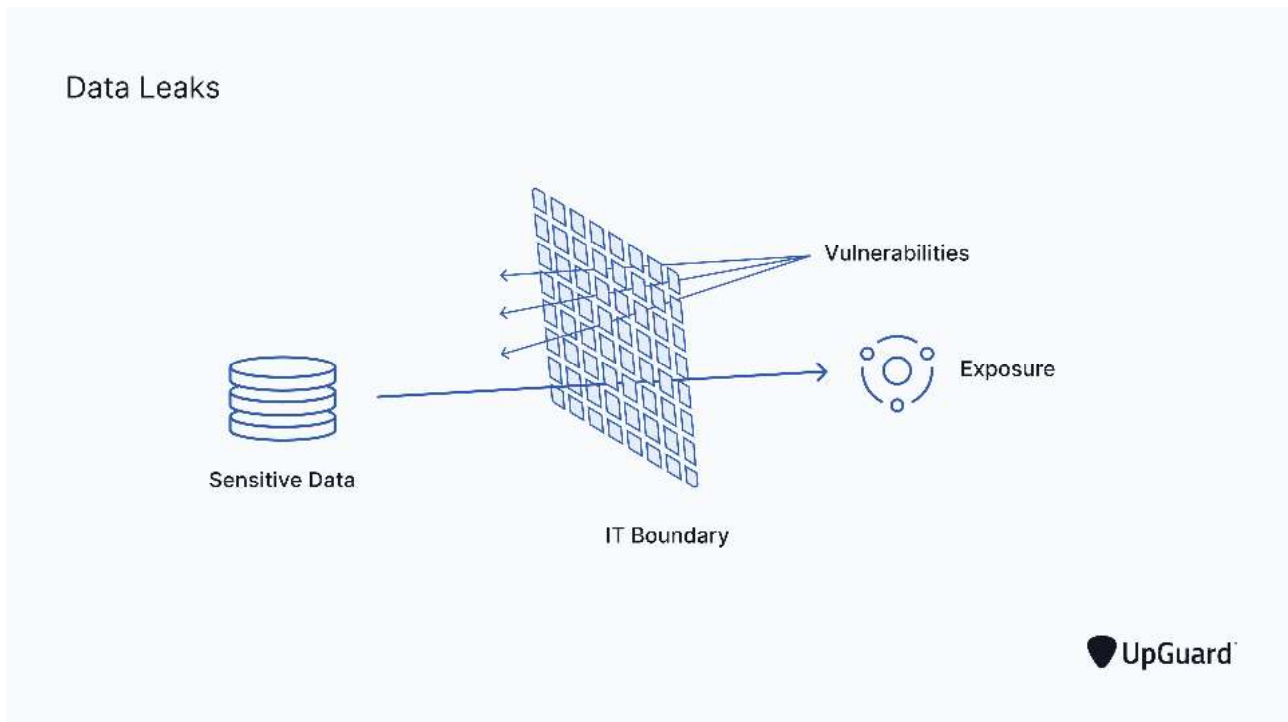 Data Leaks
Vulnerabilities
Exposure
Sensitive Data
IT Boundary
UpGuard